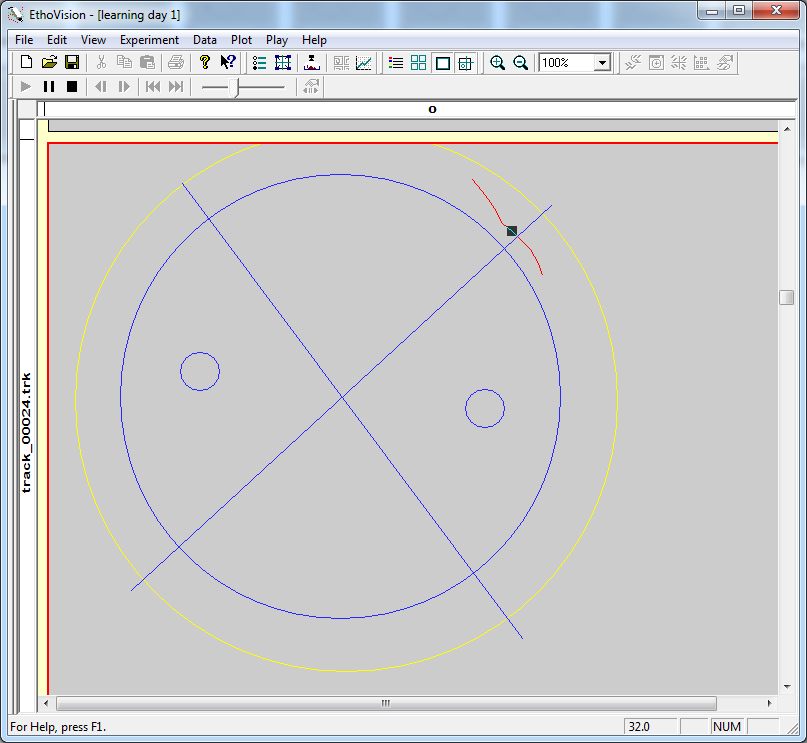 EthoVision - [learning day 1]
File Edit View Experiment Data Plot Play Help
100%
o
track_00024.trk
For Help, press F1.
32.0
NUM